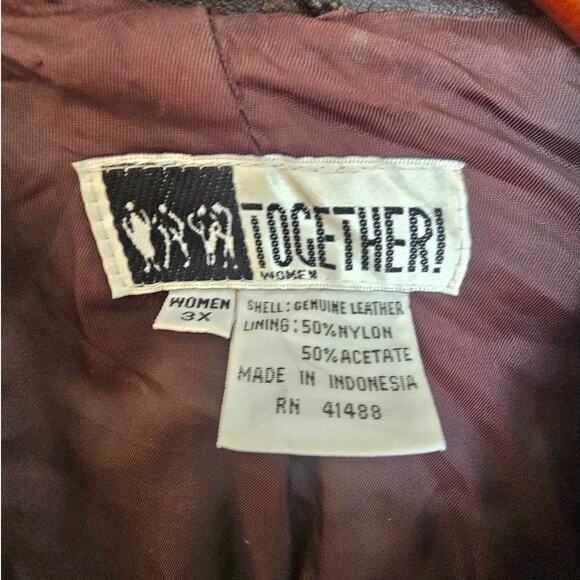 TOGETHER!
WOMEN
WOMEN
3X
SHELL: GENUINE LEATHER
LINING: 50% NYLON
50% ACETATE
MADE IN INDONESIA
RN 41488